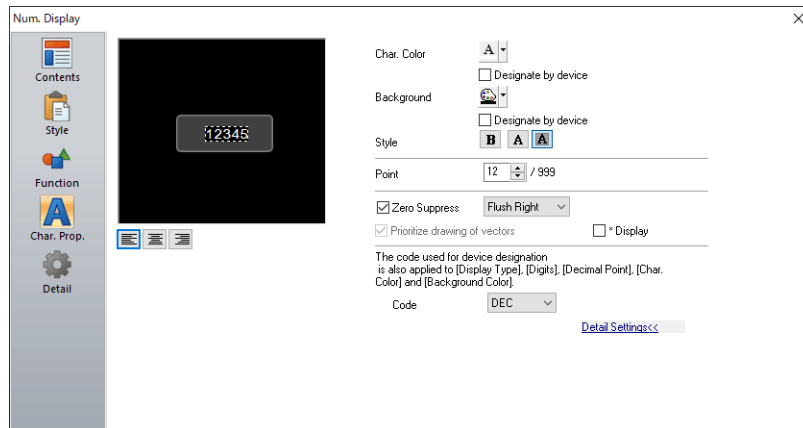 Num. Display
Contents
Style
Function
Char. Prop.
Detail
12345
Char. Color
A
Designate by device
Background
Designate by device
Style
B A A
Point
12 / 999
Zero Suppress
Flush Right
Prioritize drawing of vectors
* Display
The code used for device designation
is also applied to [Display Type], [Digits], [Decimal Point], [Char.
Color] and [Background Color].
Code
DEC
Detail Settings<<